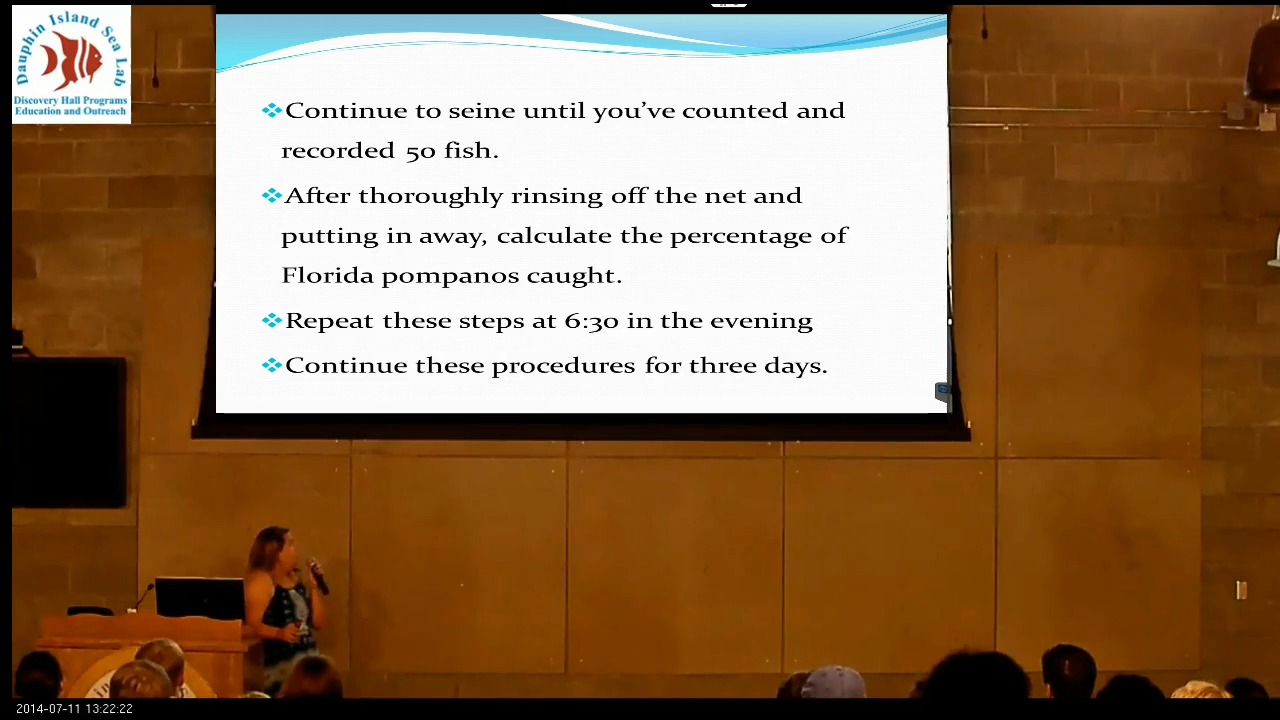 Dauphin Island Sea Lab
Discovery Hall Programs
Education and Outreach
❖Continue to seine until you’ve counted and
recorded 50 fish.
❖After thoroughly rinsing off the net and
putting in away, calculate the percentage of
Florida pompanos caught.
❖Repeat these steps at 6:30 in the evening
❖Continue these procedures for three days.
2014-07-11 13:22:22